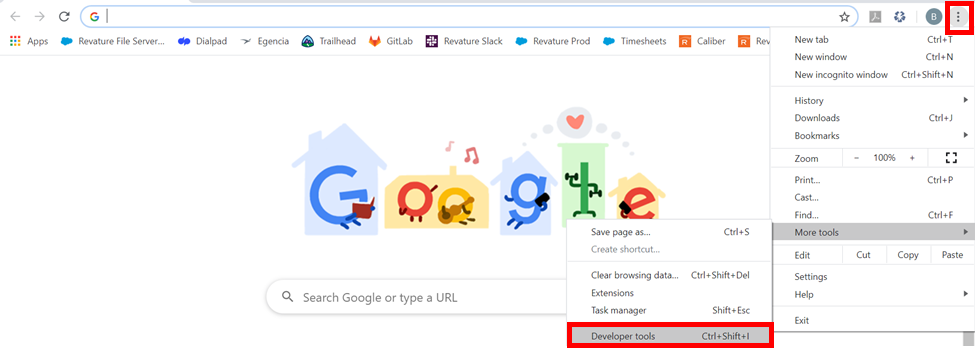 G
B
Apps Revature File Server... Dialpad Egencia Trailhead GitLab Revature Slack Revature Prod Timesheets Caliber Rev
New tab Ctrl+T
New window Ctrl+N
New incognito window Ctrl+Shift+N
History
Downloads Ctrl+J
Bookmarks
Zoom − 100% +
Print... Ctrl+P
Cast...
Find... Ctrl+F
More tools
Edit Cut Copy Paste
Settings
Help
Exit
Google
Save page as... Ctrl+S
Create shortcut...
Clear browsing data... Ctrl+Shift+Del
Extensions
Task manager Shift+Esc
Developer tools Ctrl+Shift+I
Search Google or type a URL